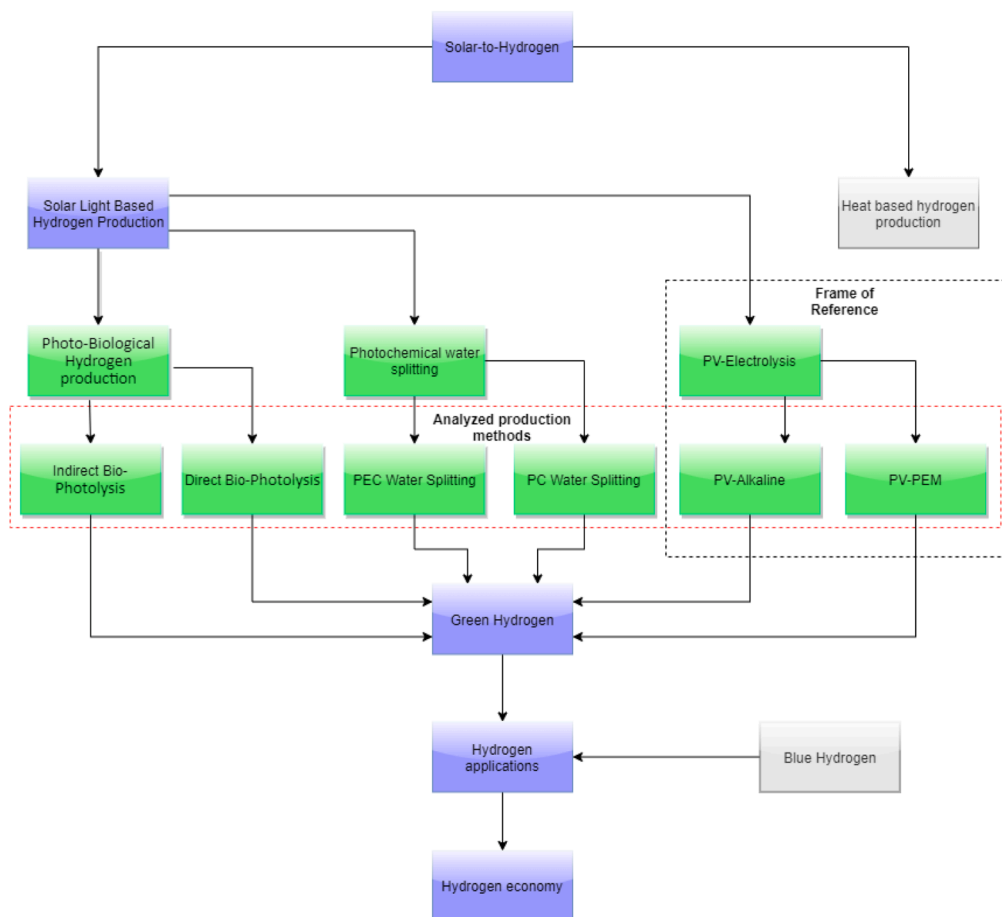 Solar-to-Hydrogen
Solar Light Based
Hydrogen Production
Heat based hydrogen
production
Frame of
Reference
Photo-Biological
Hydrogen
production
Photochemical water
splitting
PV-Electrolysis
Analyzed production
methods
Indirect Bio-
Photolysis
Direct Bio-Photolysis
PEC Water Splitting
PC Water Splitting
PV-Alkaline
PV-PEM
Green Hydrogen
Hydrogen
applications
Blue Hydrogen
Hydrogen economy